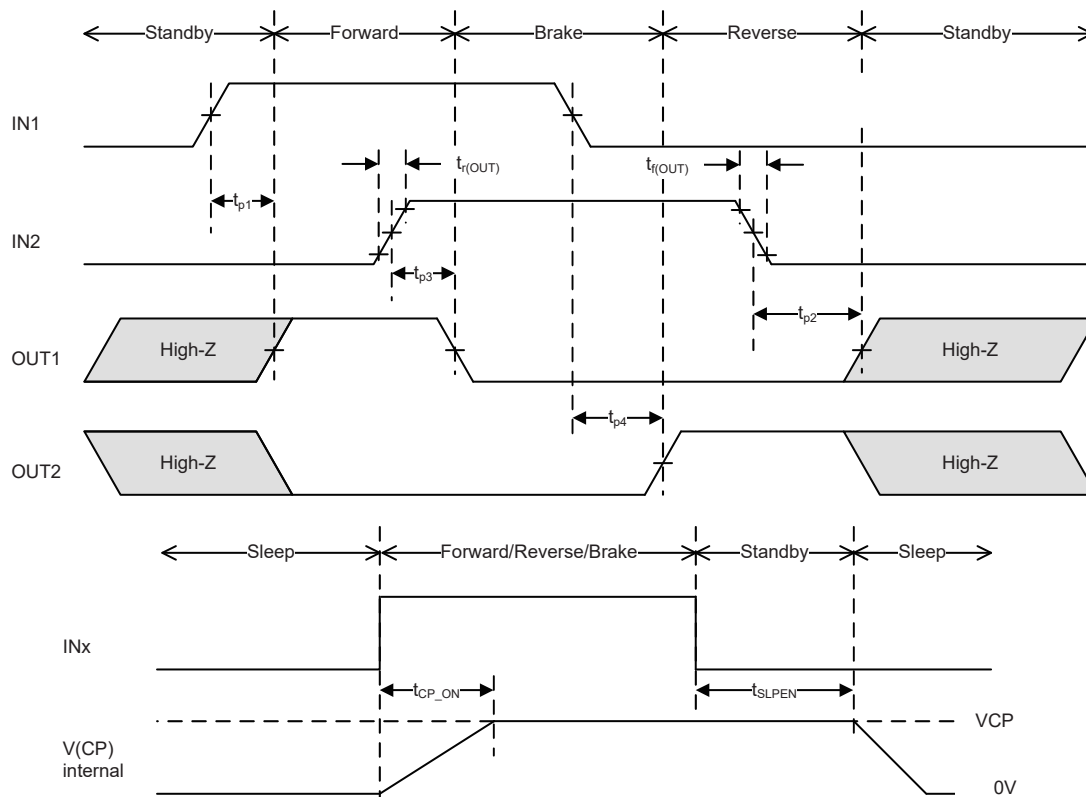 Standby Forward Brake Reverse Standby
IN1
tr(OUT) tf(OUT)
tp1
IN2
tp3
tp2
OUT1 High-Z High-Z
tp4
OUT2 High-Z High-Z
Sleep Forward/Reverse/Brake Standby Sleep
INx
tCP_ON tSLPEN
VCP
V(CP)
internal
0V